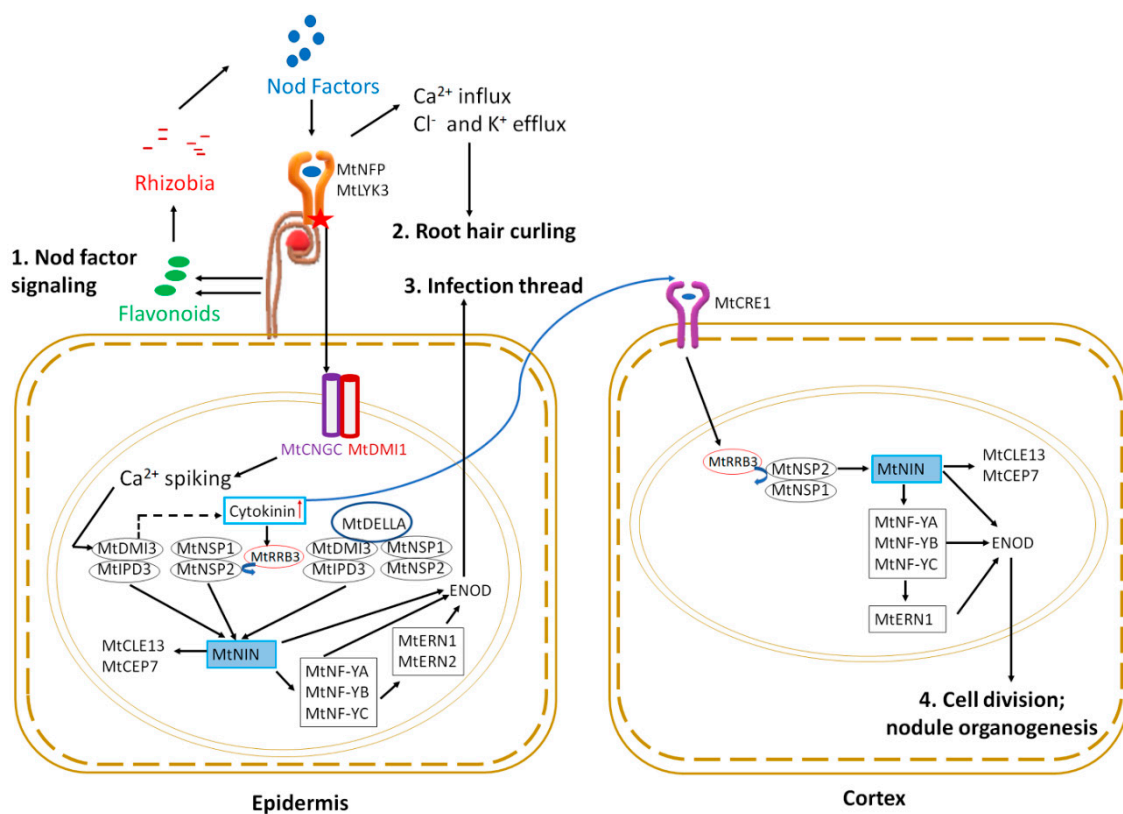 Nod Factors
Ca²⁺ influx
Cl⁻ and K⁺ efflux
MtNFP
MtLYK3
Rhizobia
2. Root hair curling
1. Nod factor
signaling
3. Infection thread
Flavonoids
MtCRE1
MtCNGC MtDMI1
Ca²⁺ spiking
Cytokinin↑
MtDELLA
MtDMI3
MtIPD3
MtNSP1
MtNSP2
MtRRB3
MtDMI3
MtIPD3
MtNSP1
MtNSP2
ENOD
MtCLE13
MtCEP7
MtNIN
MtNF-YA
MtNF-YB
MtNF-YC
MtERN1
MtERN2
Epidermis
MtRRB3
MtNSP2
MtNSP1
MtNIN
MtCLE13
MtCEP7
MtNF-YA
MtNF-YB
MtNF-YC
ENOD
MtERN1
4. Cell division;
nodule organogenesis
Cortex